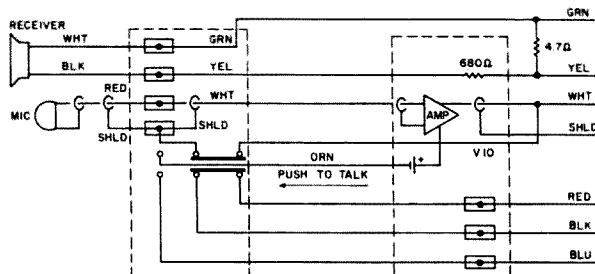 RECEIVER
WHT
GRN
GRN
4.7Ω
BLK
YEL
680Ω
YEL
RED
WHT
WHT
MIC
AMP
SHLD
SHLD
SHLD
ORN
+
V10
PUSH TO TALK
RED
BLK
BLU